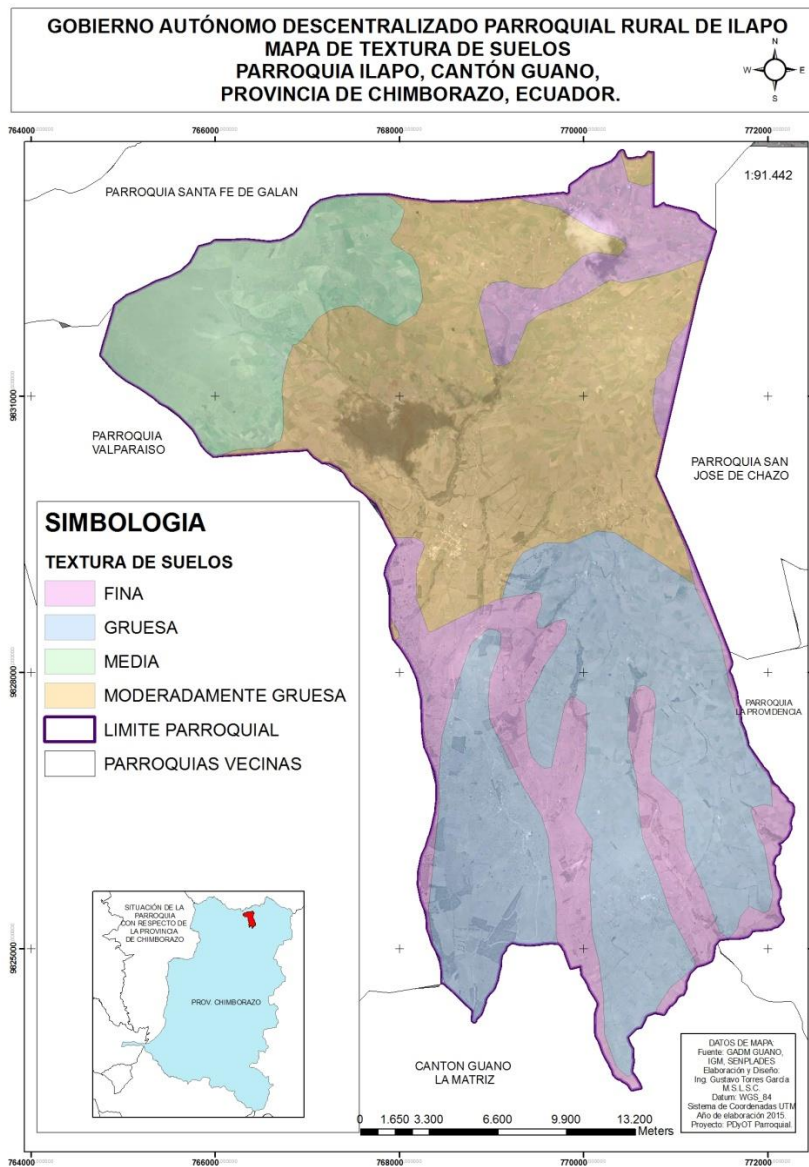 GOBIERNO AUTÓNOMO DESCENTRALIZADO PARROQUIAL RURAL DE ILAPO
MAPA DE TEXTURA DE SUELOS
PARROQUIA ILAPO, CANTÓN GUANO,
PROVINCIA DE CHIMBORAZO, ECUADOR.
N
W E
S
764000 766000 768000 770000 772000
1:91.442
PARROQUIA SANTA FE DE GALAN
9831000
PARROQUIA
VALPARAISO
PARROQUIA SAN
JOSE DE CHAZO
SIMBOLOGIA
TEXTURA DE SUELOS
FINA
GRUESA
MEDIA
MODERADAMENTE GRUESA
LIMITE PARROQUIAL
PARROQUIAS VECINAS
9828000
PARROQUIA
LA PROVIDENCIA
SITUACIÓN DE LA
PARROQUIA
CON RESPECTO DE
LA PROVINCIA
DE CHIMBORAZO
PROV. CHIMBORAZO
9825000
CANTON GUANO
LA MATRIZ
DATOS DE MAPA:
Fuente: GADM GUANO,
IGM, SENPLADES
Elaboración y Diseño:
Ing. Gustavo Torres García
M.S.L.S.C.
Datum: WGS_84
Sistema de Coordenadas UTM
Año de elaboración 2015.
Proyecto: PDyOT Parroquial.
0 1.650 3.300 6.600 9.900 13.200
Meters
764000 766000 768000 770000 772000